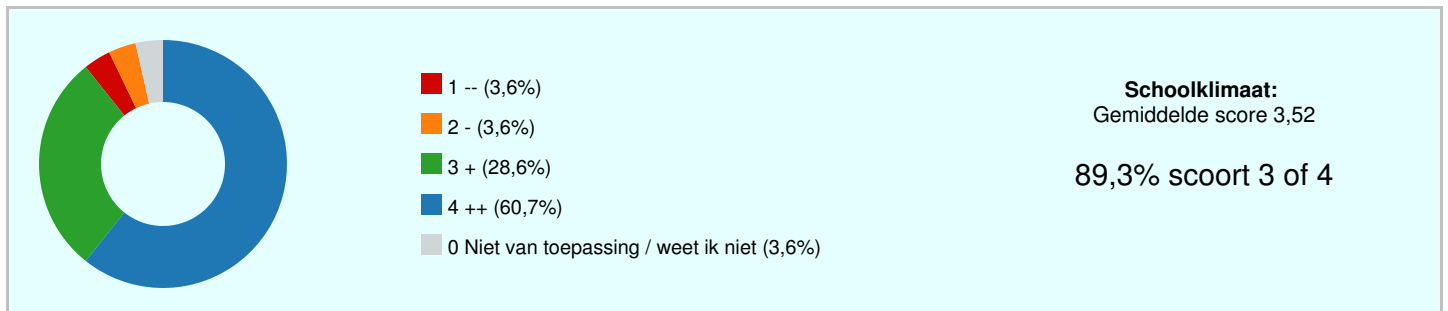 1 -- (3,6%)
2 - (3,6%)
3 + (28,6%)
4 ++ (60,7%)
0 Niet van toepassing / weet ik niet (3,6%)
Schoolklimaat:
Gemiddelde score 3,52
89,3% scoort 3 of 4